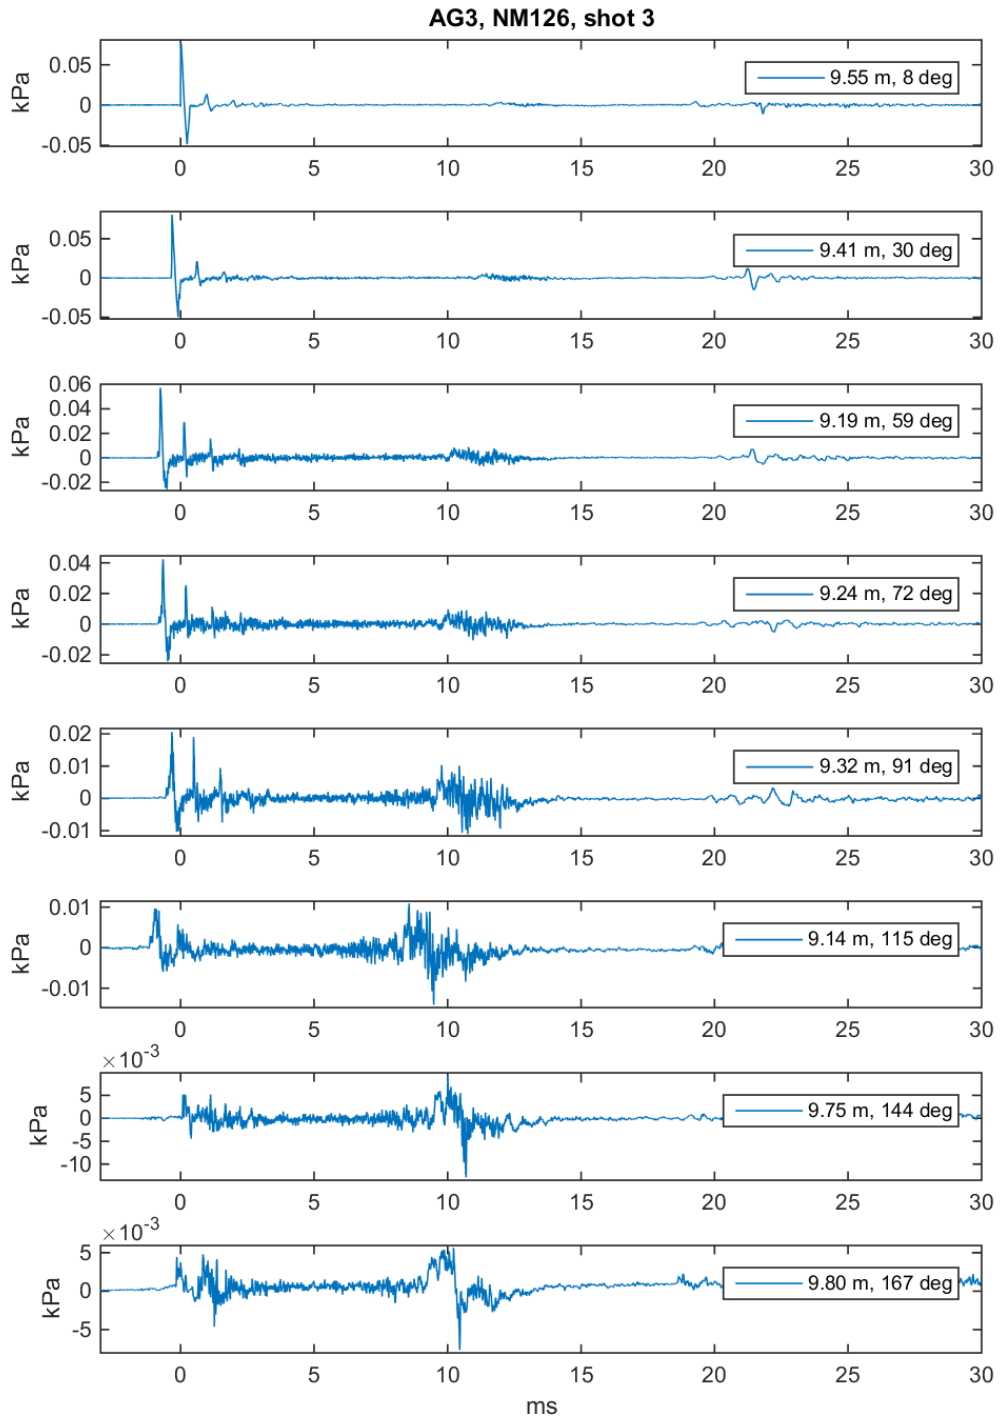 AG3, NM126, shot 3
0.05
0
-0.05
kPa
9.55 m, 8 deg
0 5 10 15 20 25 30
0.05
0
-0.05
kPa
9.41 m, 30 deg
0 5 10 15 20 25 30
0.06
0.04
0.02
0
-0.02
kPa
9.19 m, 59 deg
0 5 10 15 20 25 30
0.04
0.02
0
-0.02
kPa
9.24 m, 72 deg
0 5 10 15 20 25 30
0.02
0.01
0
-0.01
kPa
9.32 m, 91 deg
0 5 10 15 20 25 30
0.01
0
-0.01
kPa
9.14 m, 115 deg
0 5 10 15 20 25 30
×10-3
5
0
-5
-10
kPa
9.75 m, 144 deg
0 5 10 15 20 25 30
×10-3
5
0
-5
kPa
9.80 m, 167 deg
0 5 10 15 20 25 30
ms